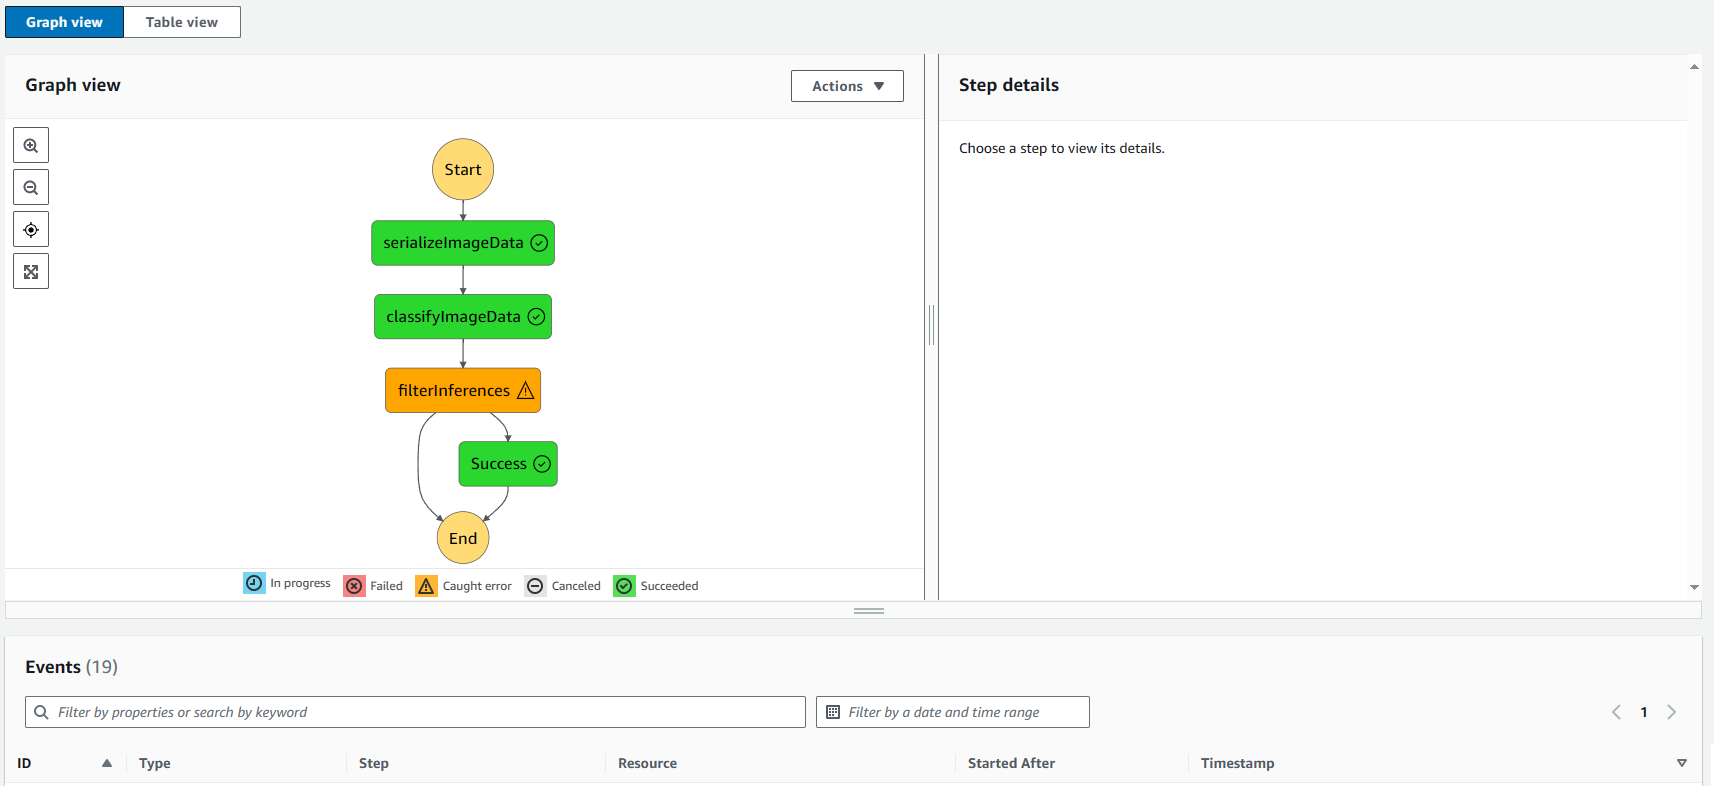 Graph view
Table view
Graph view
Actions
Step details
Choose a step to view its details.
Start
serializeImageData
classifyImageData
filterInferences
Success
End
In progress
Failed
Caught error
Canceled
Succeeded
Events (19)
Filter by properties or search by keyword
Filter by a date and time range
1
ID
Type
Step
Resource
Started After
Timestamp